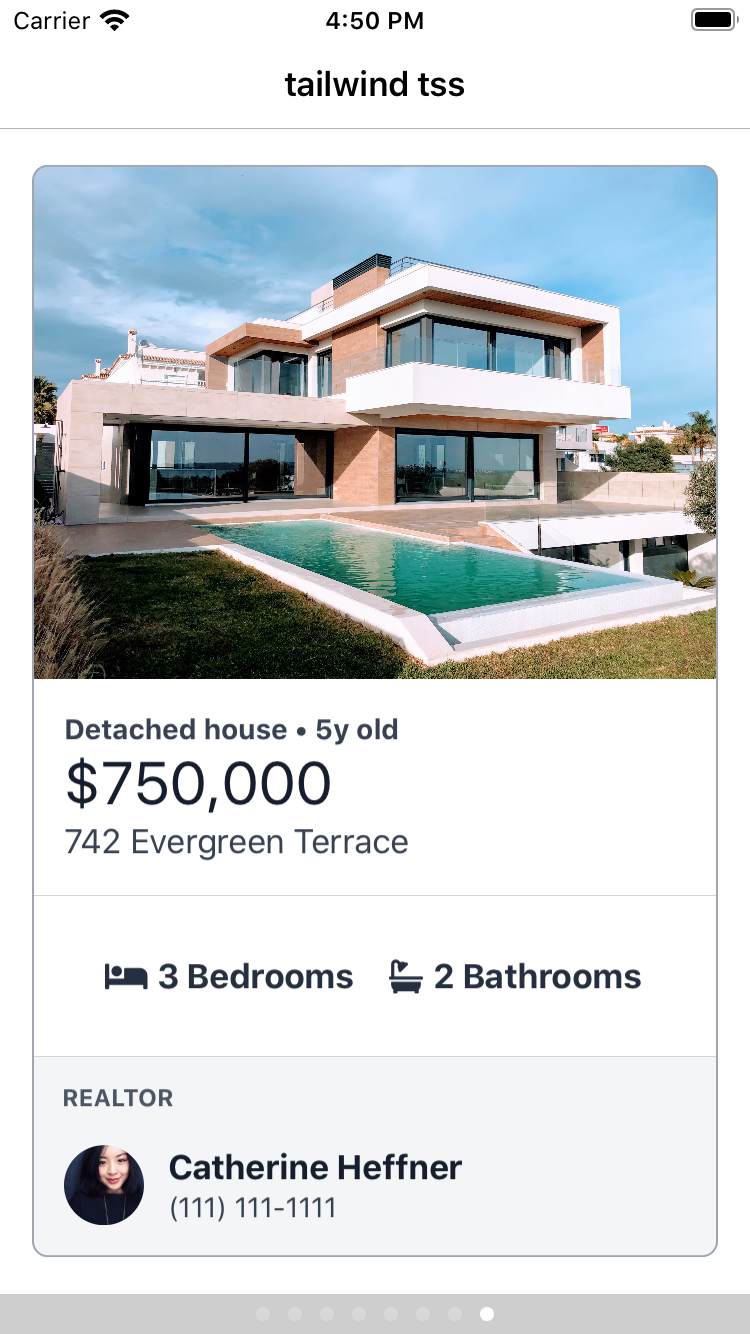 Carrier 4:50 PM
tailwind tss
Detached house • 5y old
$750,000
742 Evergreen Terrace
3 Bedrooms 2 Bathrooms
REALTOR
Catherine Heffner
(111) 111-1111